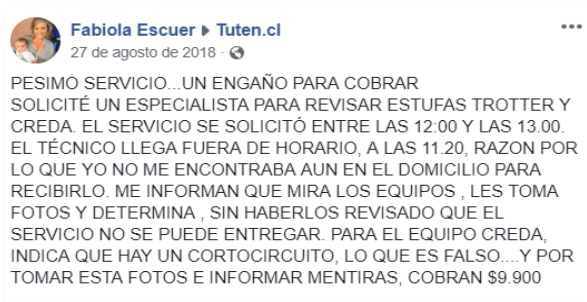 Fabiola Escuer ▸ Tuten.cl
27 de agosto de 2018 ·
PESIMO SERVICIO...UN ENGAÑO PARA COBRAR
SOLICITÉ UN ESPECIALISTA PARA REVISAR ESTUFAS TROTTER Y
CREDA. EL SERVICIO SE SOLICITÓ ENTRE LAS 12:00 Y LAS 13.00.
EL TÉCNICO LLEGA FUERA DE HORARIO, A LAS 11.20, RAZON POR
LO QUE YO NO ME ENCONTRABA AUN EN EL DOMICILIO PARA
RECIBIRLO. ME INFORMAN QUE MIRA LOS EQUIPOS , LES TOMA
FOTOS Y DETERMINA , SIN HABERLOS REVISADO QUE EL
SERVICIO NO SE PUEDE ENTREGAR. PARA EL EQUIPO CREDA,
INDICA QUE HAY UN CORTOCIRCUITO, LO QUE ES FALSO....Y POR
TOMAR ESTA FOTOS E INFORMAR MENTIRAS, COBRAN $9.900